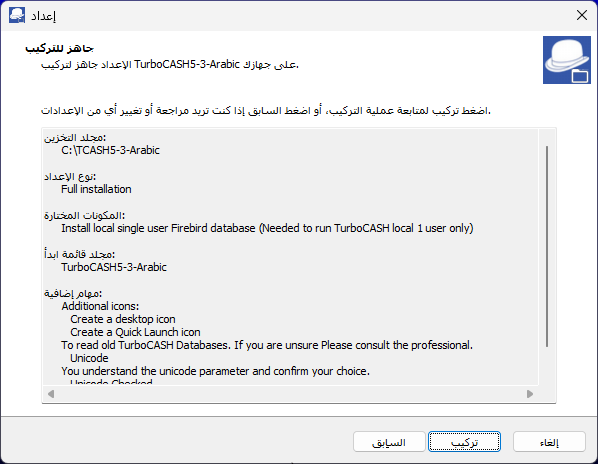 إعداد
جاهز للتركيب
الإعداد جاهز لتركيب TurboCASH5-3-Arabic على جهازك.
اضغط تركيب لمتابعة عملية التركيب، أو اضغط السابق إذا كنت تريد مراجعة أو تغيير أي من الإعدادات.
مجلد التخزين:
C:\TCASH5-3-Arabic
نوع الإعداد:
Full installation
المكونات المختارة:
Install local single user Firebird database (Needed to run TurboCASH local 1 user only)
مجلد قائمة ابدأ:
TurboCASH5-3-Arabic
مهام إضافية:
Additional icons:
Create a desktop icon
Create a Quick Launch icon
To read old TurboCASH Databases. If you are unsure Please consult the professional.
Unicode
You understand the unicode parameter and confirm your choice.
Unicode Checked
السابق
تركيب
إلغاء